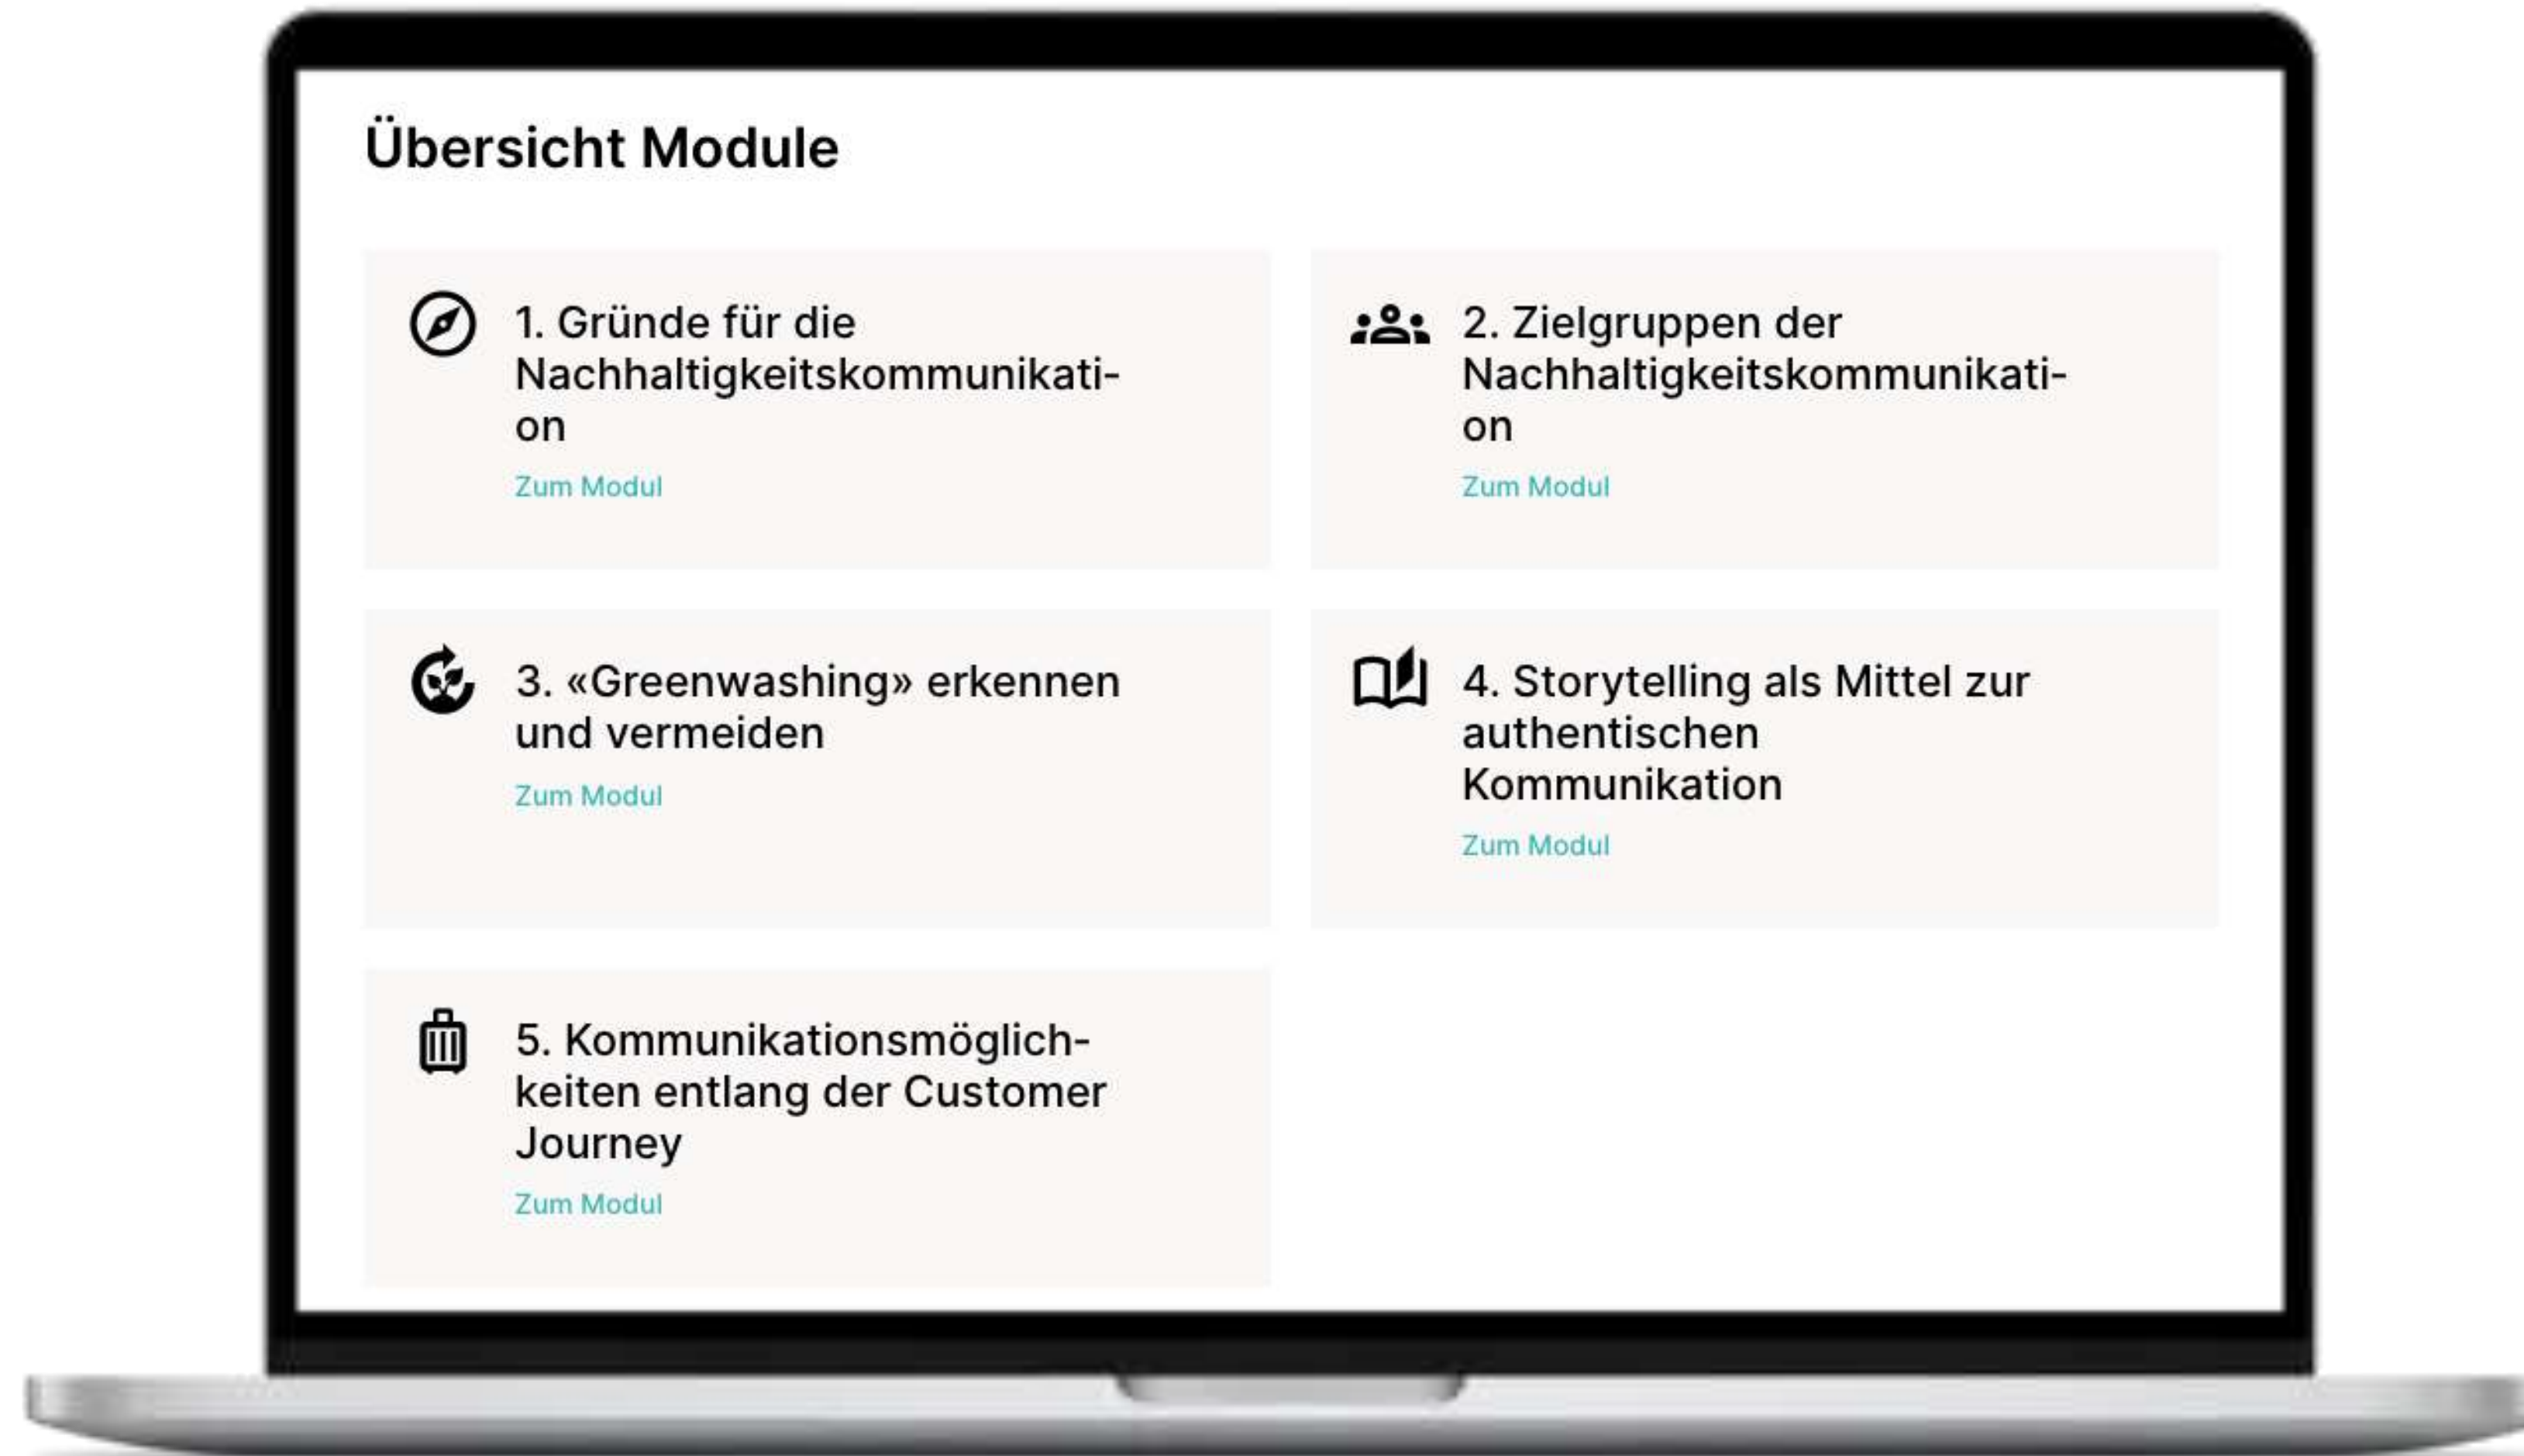 Übersicht Module
1. Gründe für die
Nachhaltigkeitskommunikati-
on
Zum Modul
2. Zielgruppen der
Nachhaltigkeitskommunikati-
on
Zum Modul
3. «Greenwashing» erkennen
und vermeiden
Zum Modul
4. Storytelling als Mittel zur
authentischen
Kommunikation
Zum Modul
5. Kommunikationsmöglich-
keiten entlang der Customer
Journey
Zum Modul